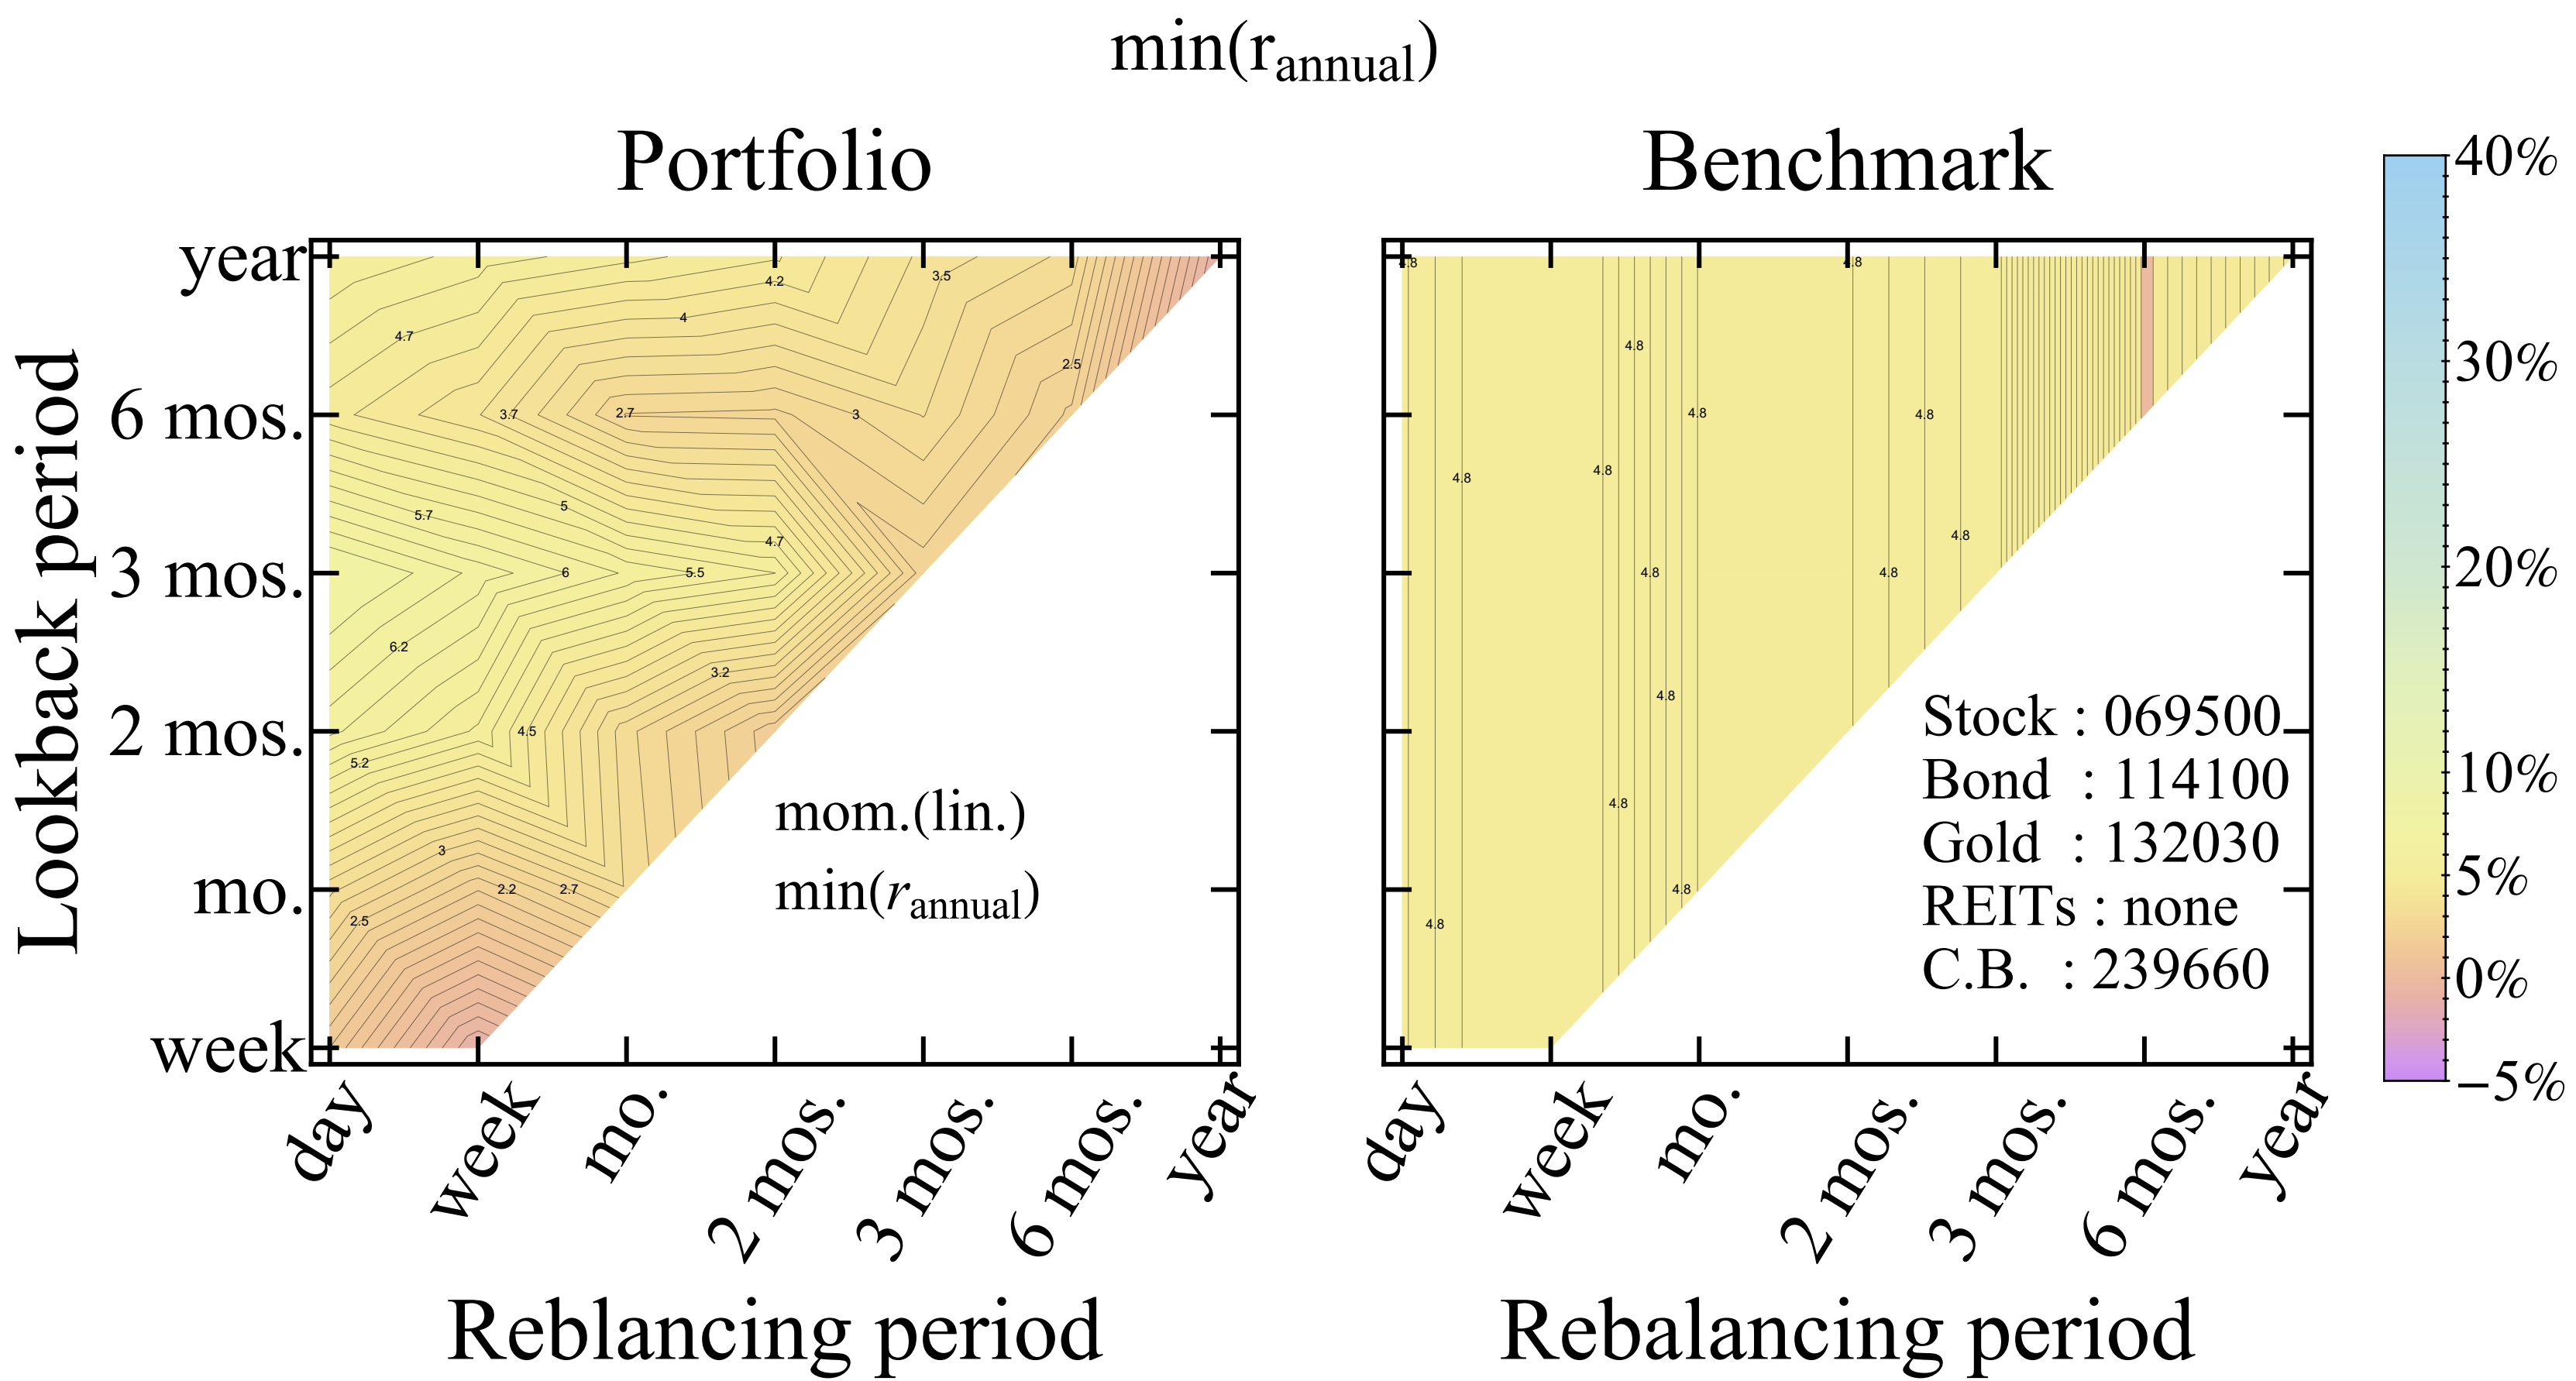 min(r_annual)
Portfolio
Benchmark
Lookback period
year
6 mos.
3 mos.
2 mos.
mo.
week
4.2
3.5
4
4.7
2.5
3.7
2.7
3
5
5.7
4.7
6
5.5
6.2
3.2
4.5
5.2
3
2.2
2.7
2.5
mom.(lin.)
min(r_annual)
day
week
mo.
2 mos.
3 mos.
6 mos.
year
Reblancing period
4.8
4.8
4.8
4.8
4.8
4.8
4.8
4.8
4.8
4.8
4.8
4.8
4.8
4.8
Stock : 069500
Bond : 114100
Gold : 132030
REITs : none
C.B. : 239660
day
week
mo.
2 mos.
3 mos.
6 mos.
year
Rebalancing period
40%
30%
20%
10%
5%
0%
−5%